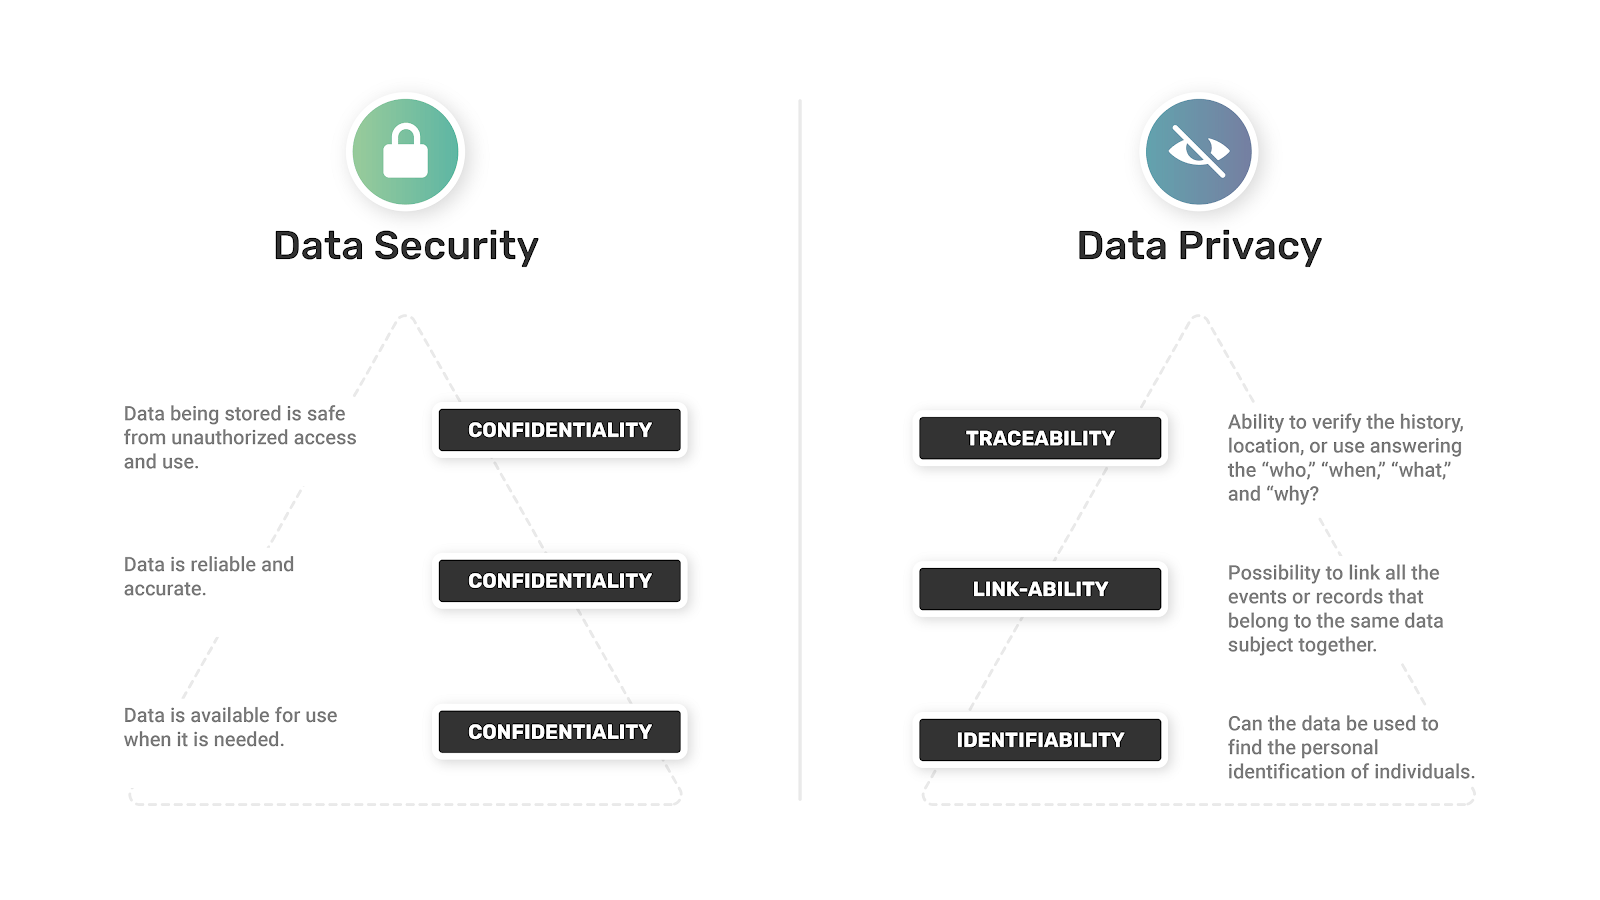 Data Security
Data being stored is safe
from unauthorized access
and use.
CONFIDENTIALITY
Data is reliable and
accurate.
CONFIDENTIALITY
Data is available for use
when it is needed.
CONFIDENTIALITY
Data Privacy
TRACEABILITY
Ability to verify the history,
location, or use answering
the “who,” “when,” “what,”
and “why?
LINK-ABILITY
Possibility to link all the
events or records that
belong to the same data
subject together.
IDENTIFIABILITY
Can the data be used to
find the personal
identification of individuals.